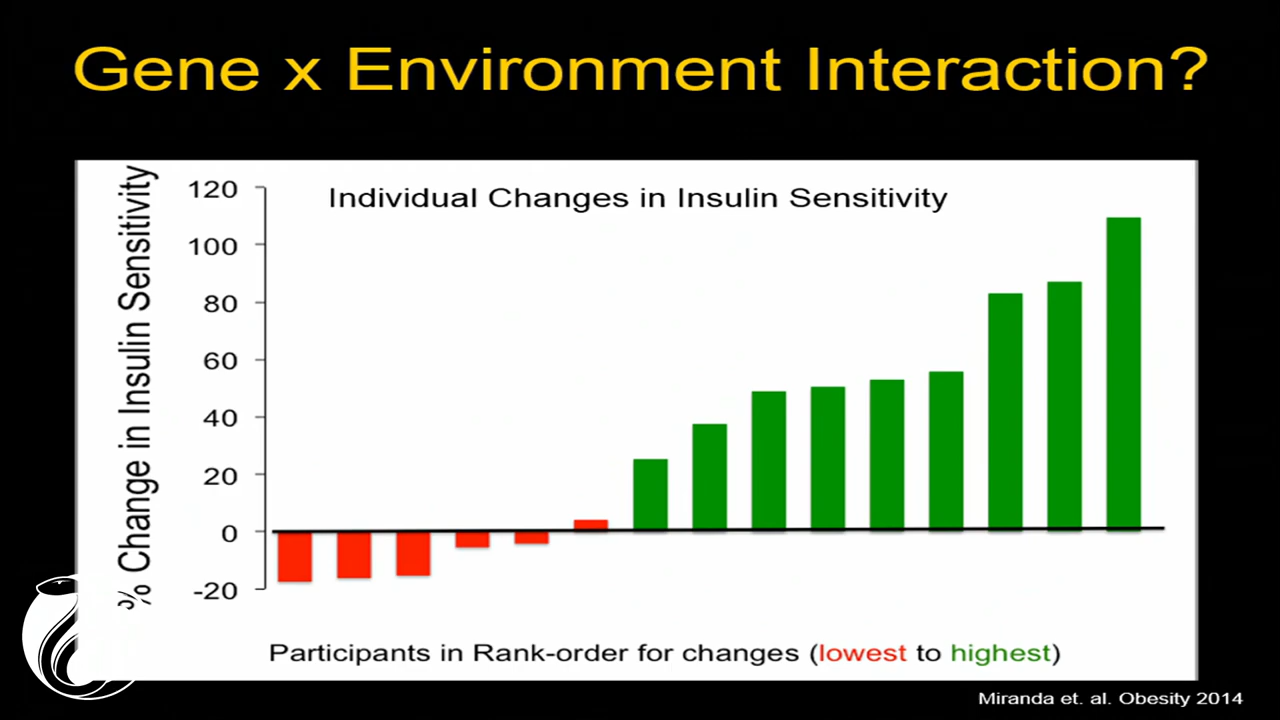 Gene x Environment Interaction?
Individual Changes in Insulin Sensitivity
% Change in Insulin Sensitivity
120
100
80
60
40
20
0
-20
Participants in Rank-order for changes (lowest to highest)
Miranda et. al. Obesity 2014